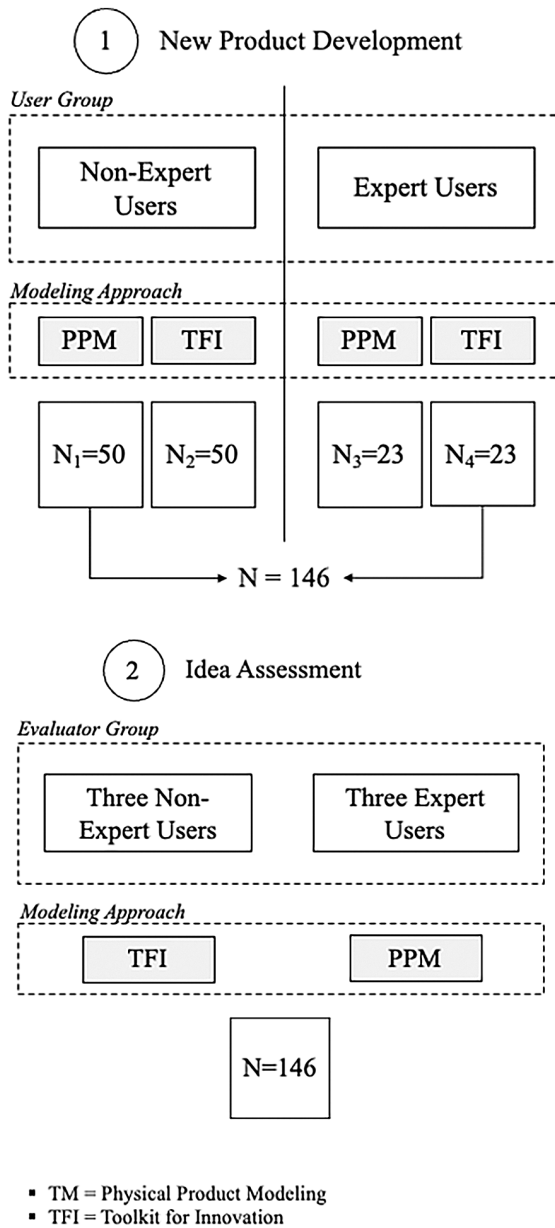 1 New Product Development
User Group
Non-Expert
Users
Expert Users
Modeling Approach
PPM TFI PPM TFI
N₁=50 N₂=50 N₃=23 N₄=23
N = 146
2 Idea Assessment
Evaluator Group
Three Non-
Expert Users
Three Expert
Users
Modeling Approach
TFI PPM
N=146
▪ TM = Physical Product Modeling
▪ TFI = Toolkit for Innovation